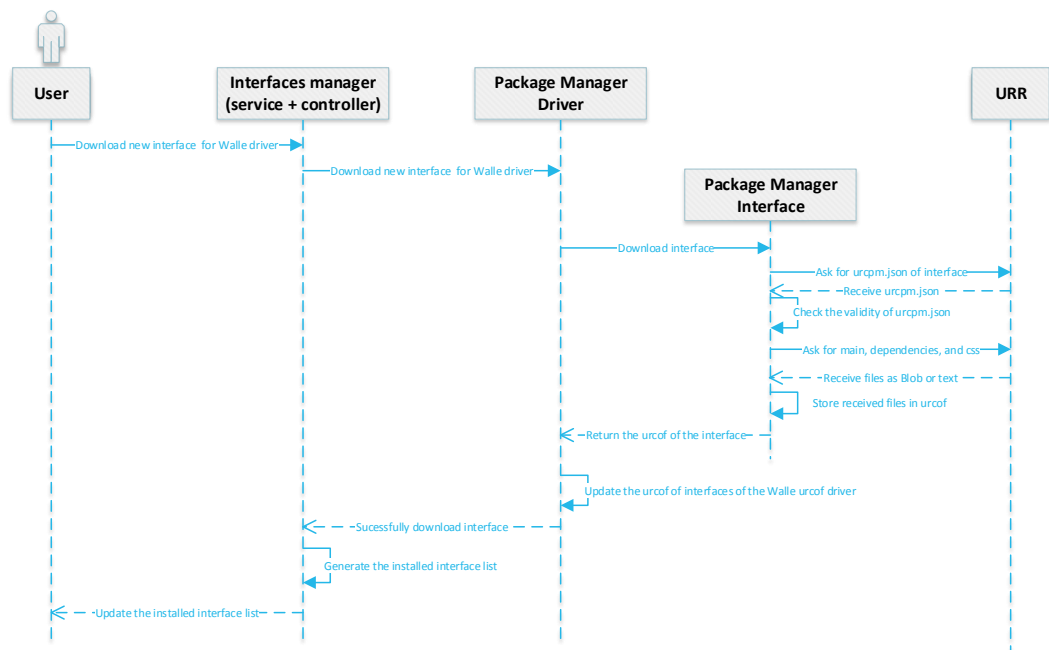 User
Interfaces manager
(service + controller)
Package Manager
Driver
URR
Download new interface for Walle driver
Download new interface for Walle driver
Package Manager
Interface
Download interface
Ask for urcpm.json of interface
Receive urcpm.json
Check the validity of urcpm.json
Ask for main, dependencies, and css
Receive files as Blob or text
Store received files in urcof
Return the urcof of the interface
Update the urcof of interfaces of the Walle urcof driver
Sucessfully download interface
Generate the installed interface list
Update the installed interface list